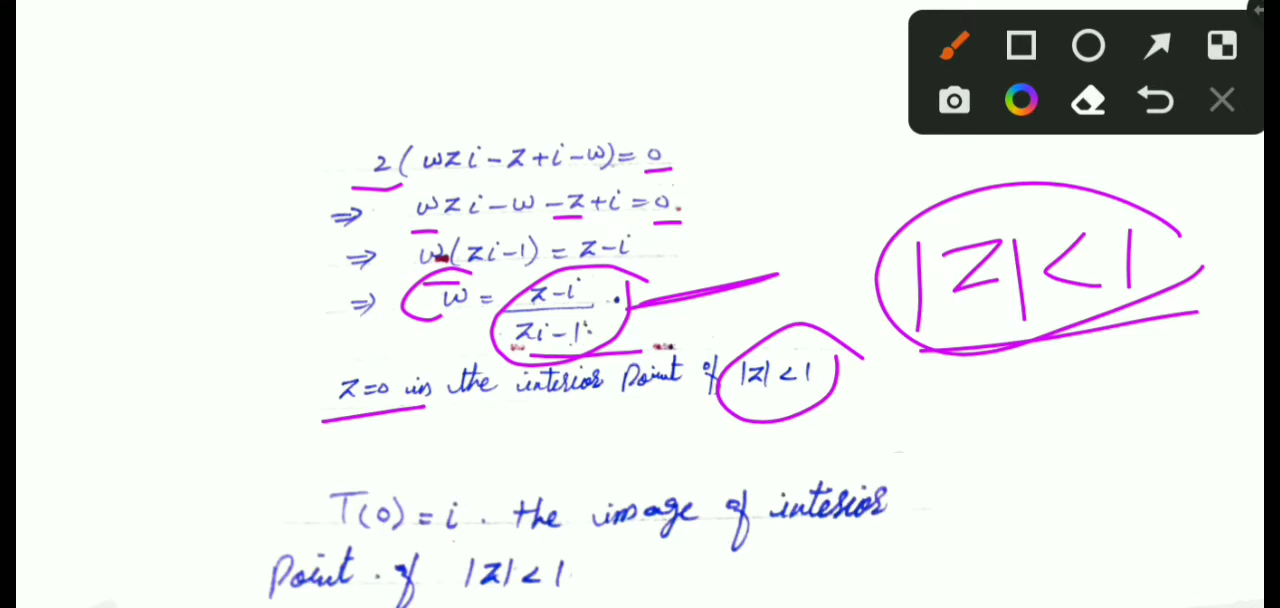 2(wzi-z+i-w)=0
⇒ wzi-w-z+i=0.
⇒ w(zi-1)=z-i
⇒ w = z-i / zi-1 .
|z|<1
z=0 is the interior point of |z|<1
T(0)=i. the image of interior
point of |z|<1